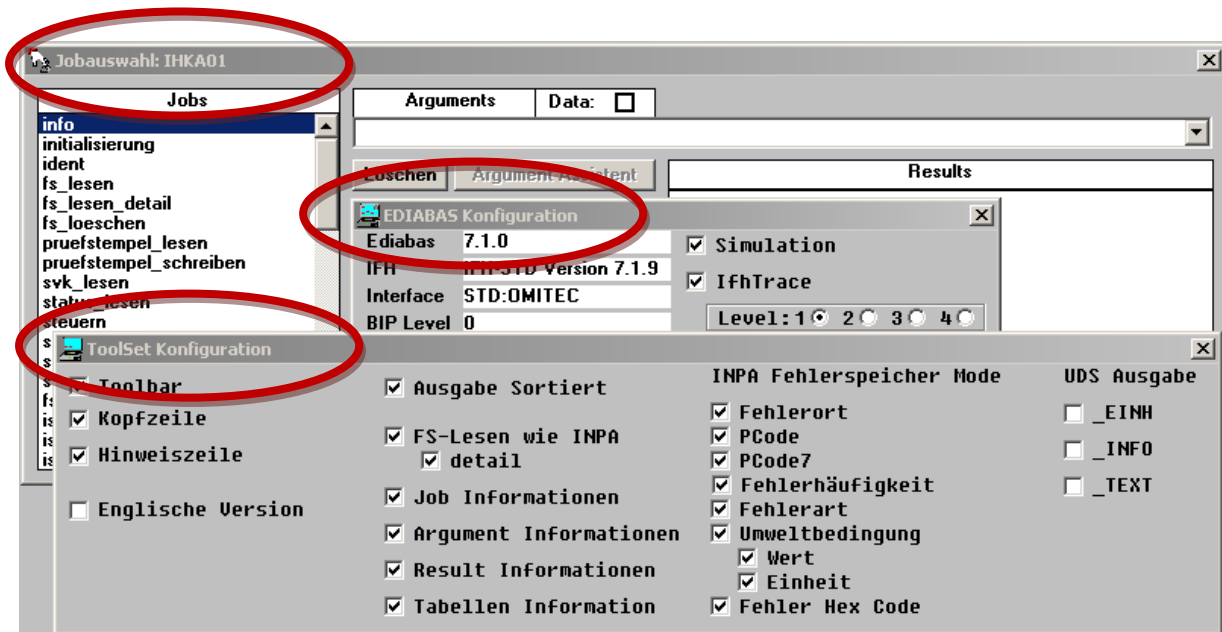 Jobauswahl: IHKA01
Jobs
info
initialisierung
ident
fs_lesen
fs_lesen_detail
fs_loeschen
pruefstempel_lesen
pruefstempel_schreiben
svk_lesen
status_lesen
steuern
Arguments Data:
Löschen Argument Assistent
Results
EDIABAS Konfiguration
Ediabas 7.1.0
IFH IFH-STD Version 7.1.9
Interface STD:OMITEC
BIP Level 0
Simulation
IfhTrace
Level: 1 2 3 4
ToolSet Konfiguration
Toolbar
Kopfzeile
Hinweiszeile
Englische Version
Ausgabe Sortiert
FS-Lesen wie INPA
detail
Job Informationen
Argument Informationen
Result Informationen
Tabellen Information
INPA Fehlerspeicher Mode
Fehlerort
PCode
PCode7
Fehlerhäufigkeit
Fehlerart
Umweltbedingung
Wert
Einheit
Fehler Hex Code
UDS Ausgabe
_EINH
_INFO
_TEXT